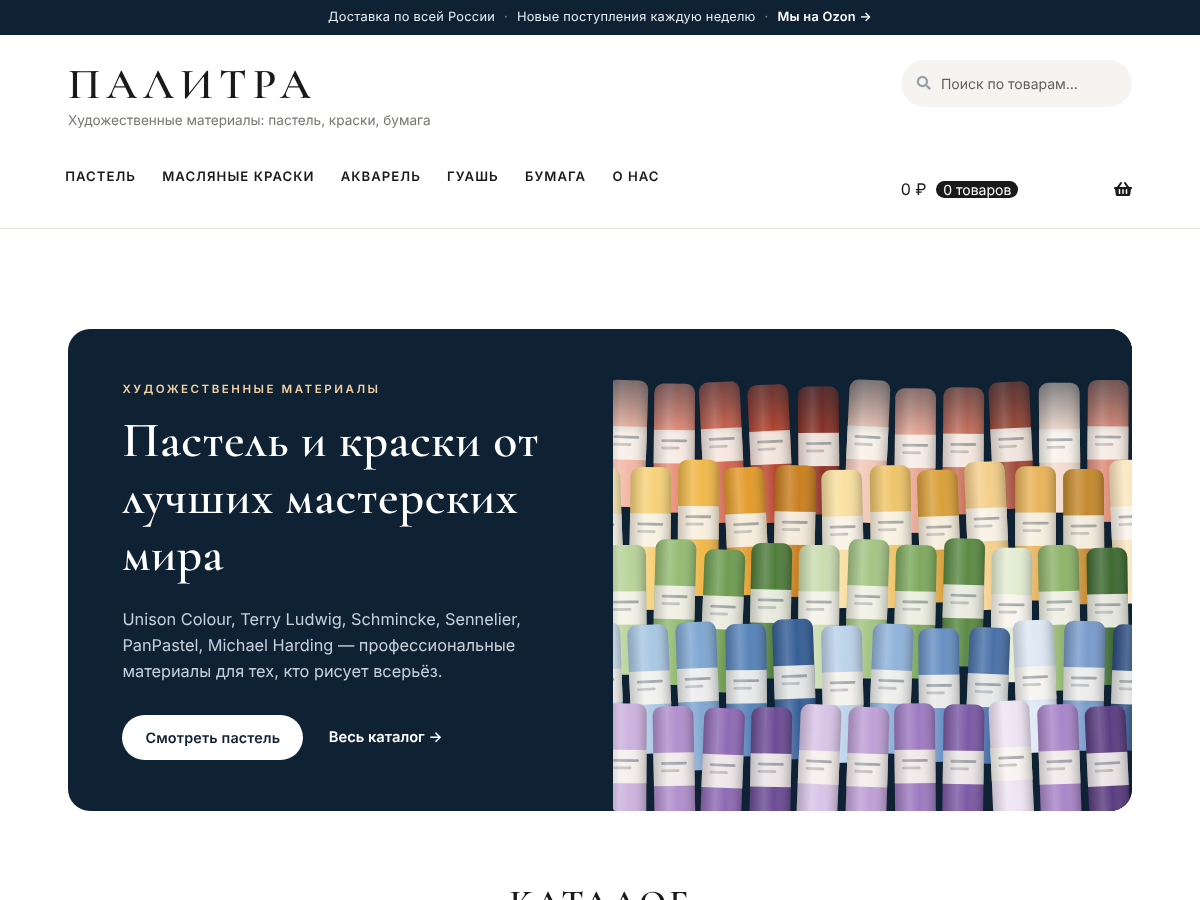 Доставка по всей России · Новые поступления каждую неделю · Мы на Ozon →
ПАЛИТРА
Художественные материалы: пастель, краски, бумага
Поиск по товарам…
ПАСТЕЛЬ МАСЛЯНЫЕ КРАСКИ АКВАРЕЛЬ ГУАШЬ БУМАГА О НАС
0 ₽ 0 товаров
ХУДОЖЕСТВЕННЫЕ МАТЕРИАЛЫ
Пастель и краски от
лучших мастерских
мира
Unison Colour, Terry Ludwig, Schmincke, Sennelier,
PanPastel, Michael Harding — профессиональные
материалы для тех, кто рисует всерьёз.
Смотреть пастель Весь каталог →
КАТАЛОГ